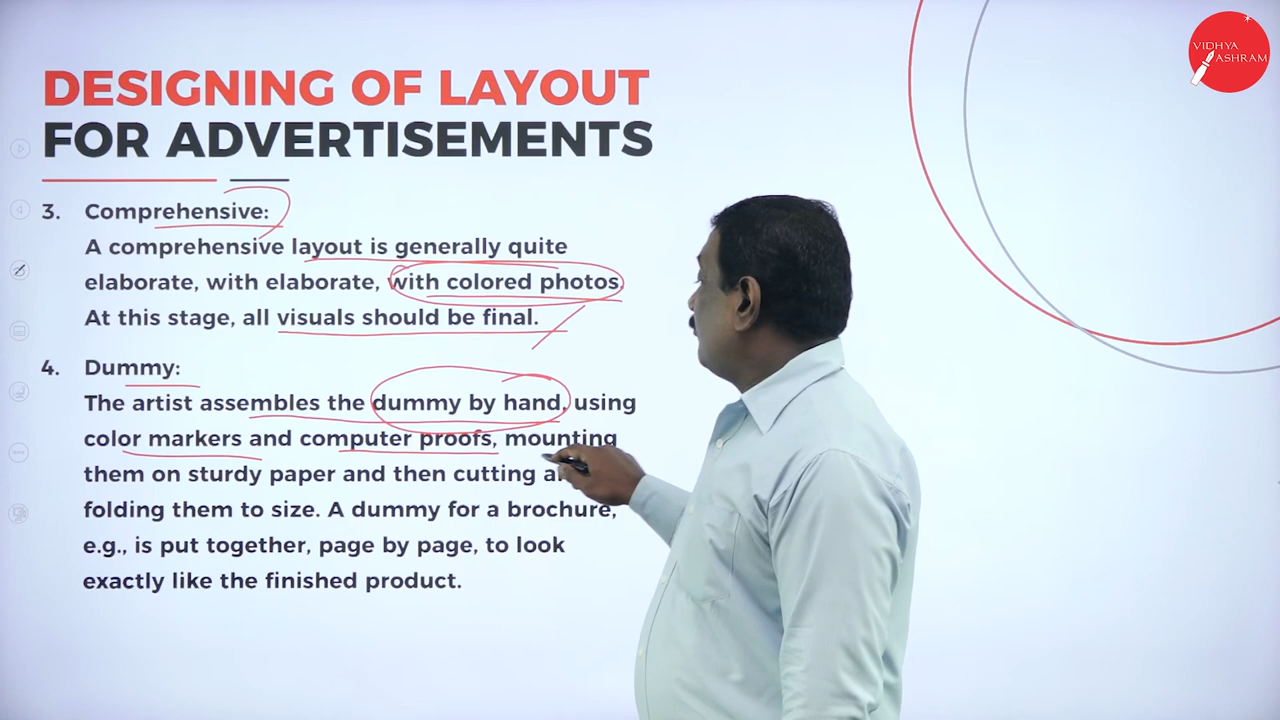 VIDHYA
ASHRAM
DESIGNING OF LAYOUT
FOR ADVERTISEMENTS
3. Comprehensive:
A comprehensive layout is generally quite
elaborate, with elaborate, with colored photos.
At this stage, all visuals should be final.
4. Dummy:
The artist assembles the dummy by hand, using
color markers and computer proofs, mounting
them on sturdy paper and then cutting
folding them to size. A dummy for a brochure,
e.g., is put together, page by page, to look
exactly like the finished product.